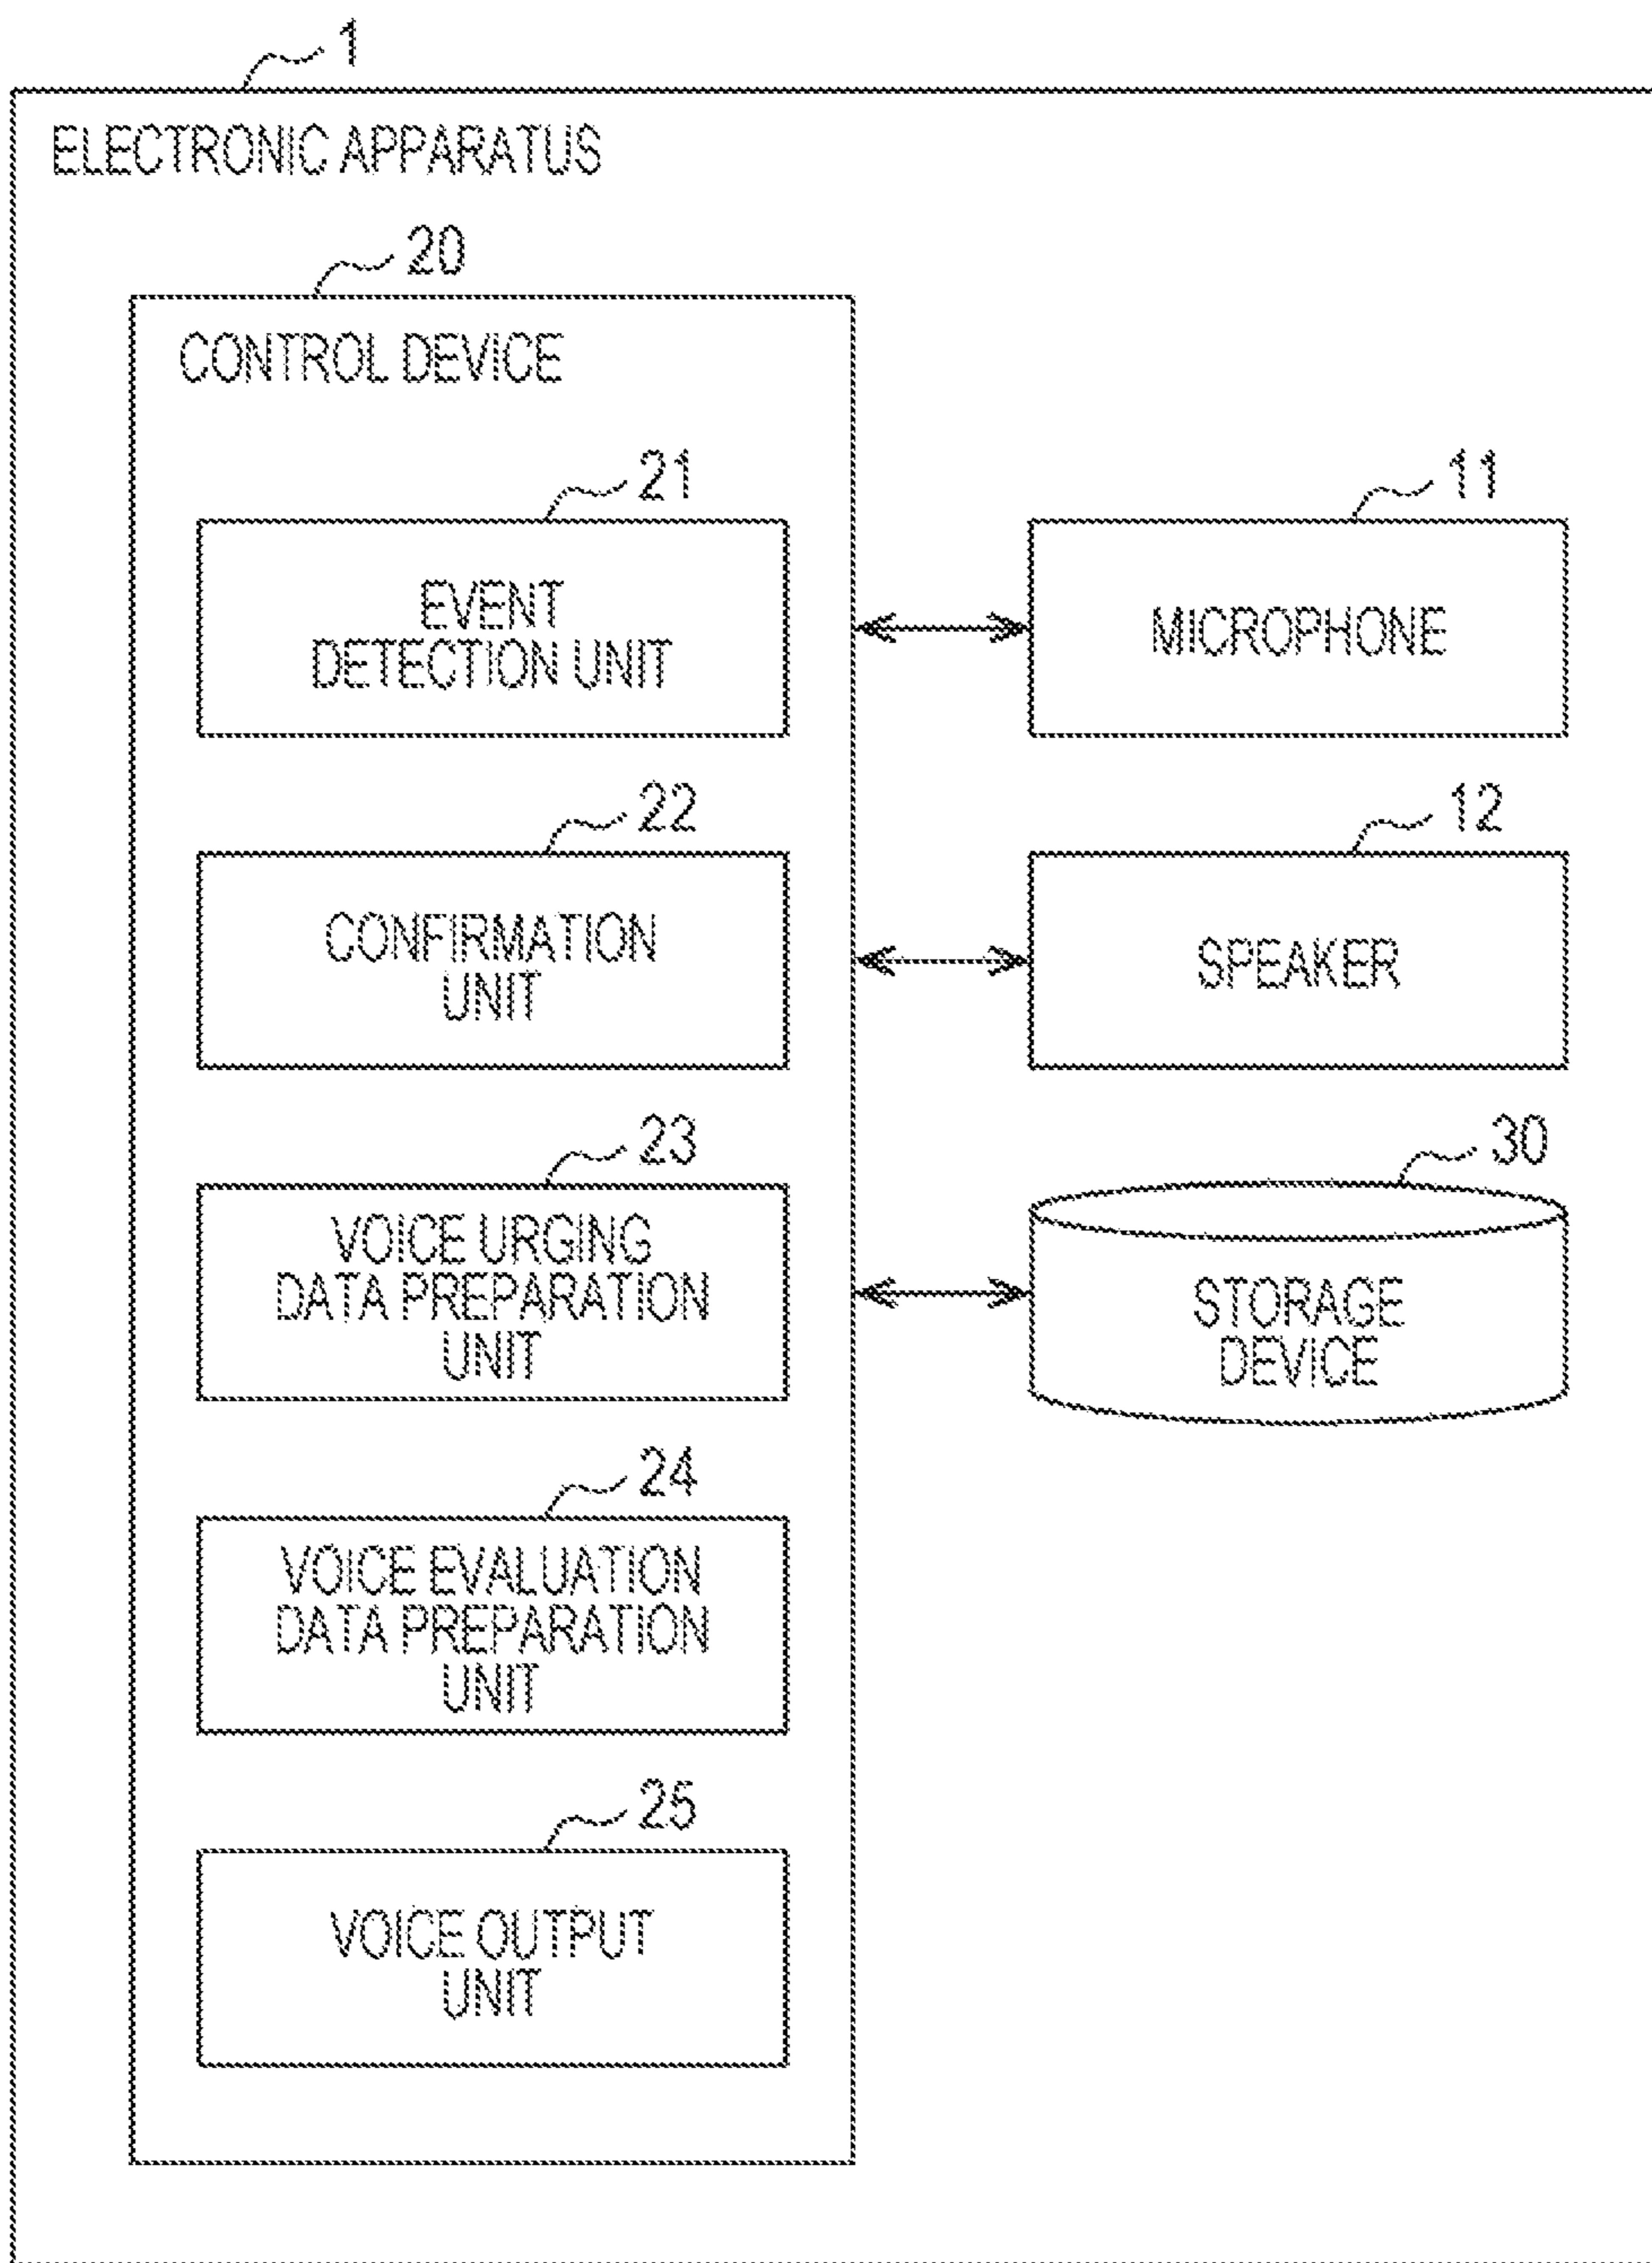 1
ELECTRONIC APPARATUS
20
CONTROL DEVICE
21
EVENT
DETECTION UNIT
11
MICROPHONE
22
CONFIRMATION
UNIT
12
SPEAKER
23
VOICE URGING
DATA PREPARATION
UNIT
30
STORAGE
DEVICE
24
VOICE EVALUATION
DATA PREPARATION
UNIT
25
VOICE OUTPUT
UNIT